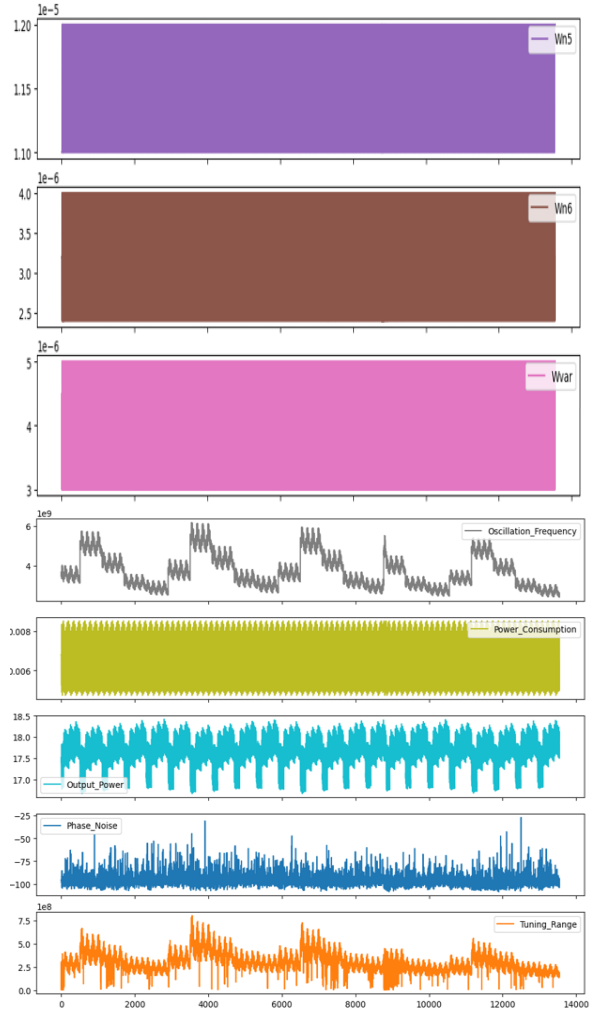 1e-5
1.20
Wn5
1.15
1.10
1e-6
4.0
Wn6
3.5
3.0
2.5
1e-6
5
Wvar
4
3
1e9
6
Oscillation_Frequency
4
0.008
Power_Consumption
0.006
18.5
18.0
17.5
17.0
Output_Power
−25
Phase_Noise
−50
−75
−100
1e8
7.5
Tuning_Range
5.0
2.5
0.0
0 2000 4000 6000 8000 10000 12000 14000